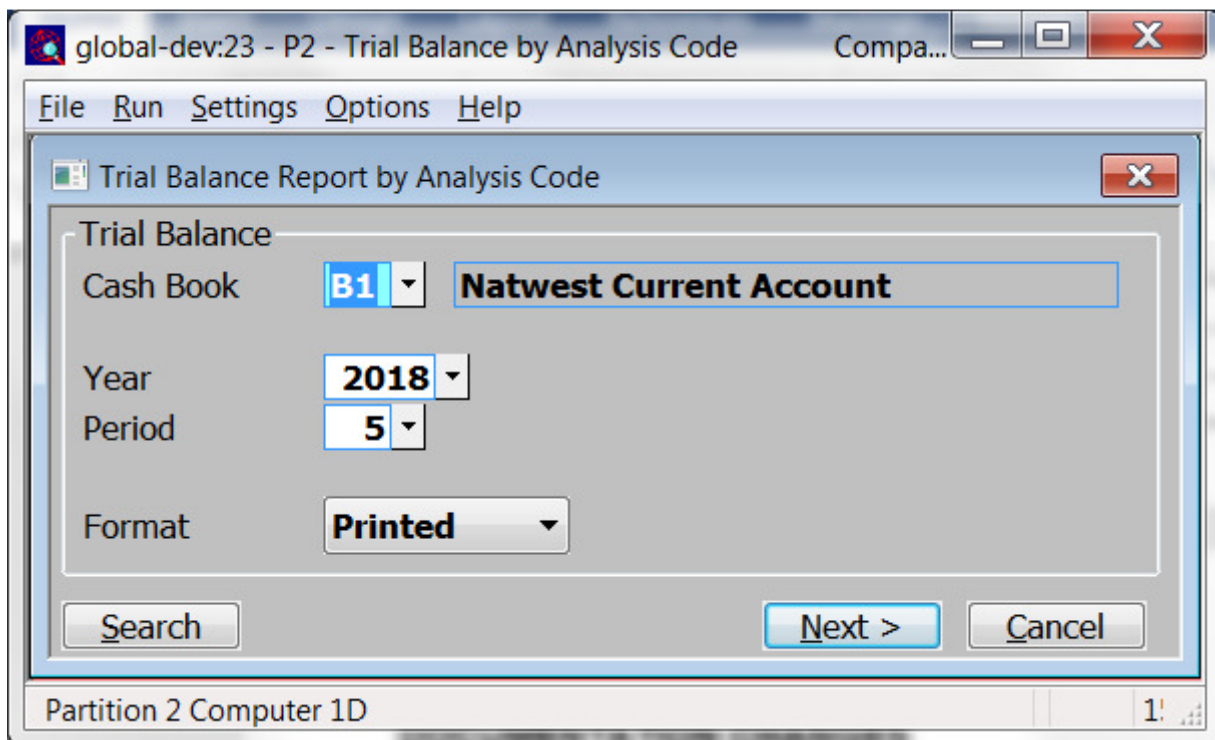 global-dev:23 - P2 - Trial Balance by Analysis Code Compa...
File Run Settings Options Help
Trial Balance Report by Analysis Code
Trial Balance
Cash Book B1 Natwest Current Account
Year 2018
Period 5
Format Printed
Search Next > Cancel
Partition 2 Computer 1D